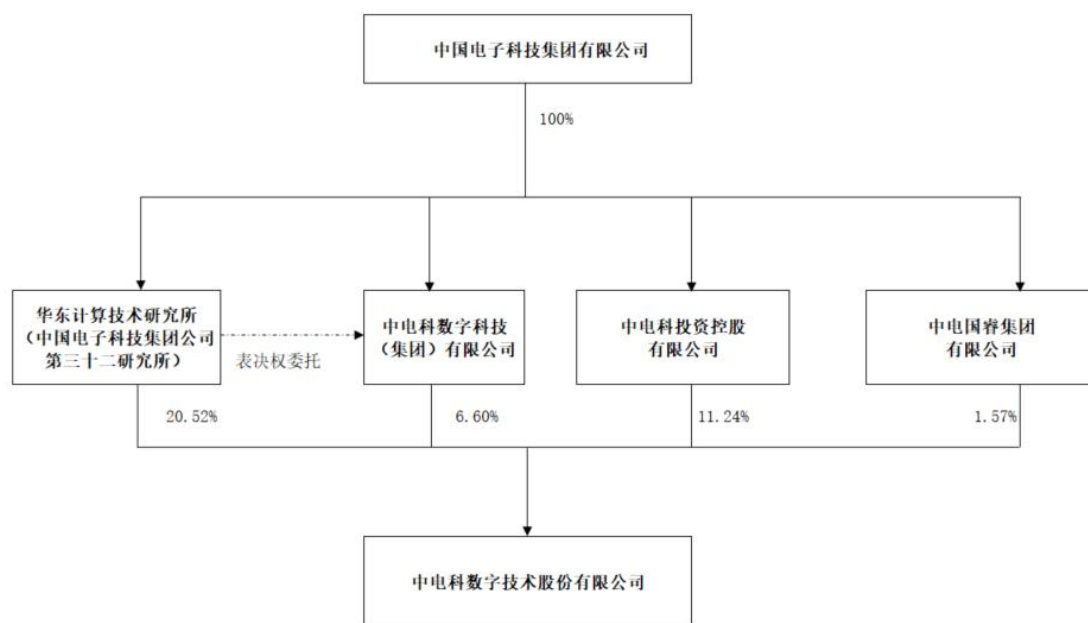 中国电子科技集团有限公司
100%
华东计算技术研究所
（中国电子科技集团公司
第三十二研究所）
表决权委托
中电科数字科技
（集团）有限公司
中电科投资控股
有限公司
中电国睿集团
有限公司
20.52%
6.60%
11.24%
1.57%
中电科数字技术股份有限公司